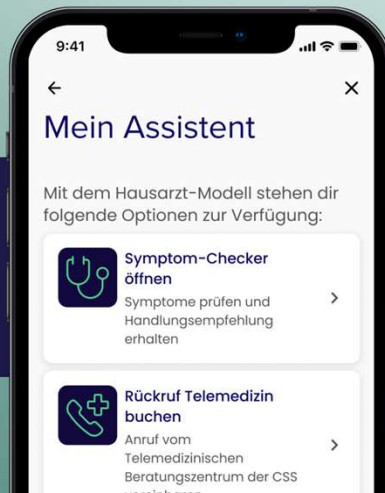 9:41
Mein Assistent
Mit dem Hausarzt-Modell stehen dir
folgende Optionen zur Verfügung:
Symptom-Checker
öffnen
Symptome prüfen und
Handlungsempfehlung
erhalten
Rückruf Telemedizin
buchen
Anruf vom
Telemedizinischen
Beratungszentrum der CSS
vereinbaren